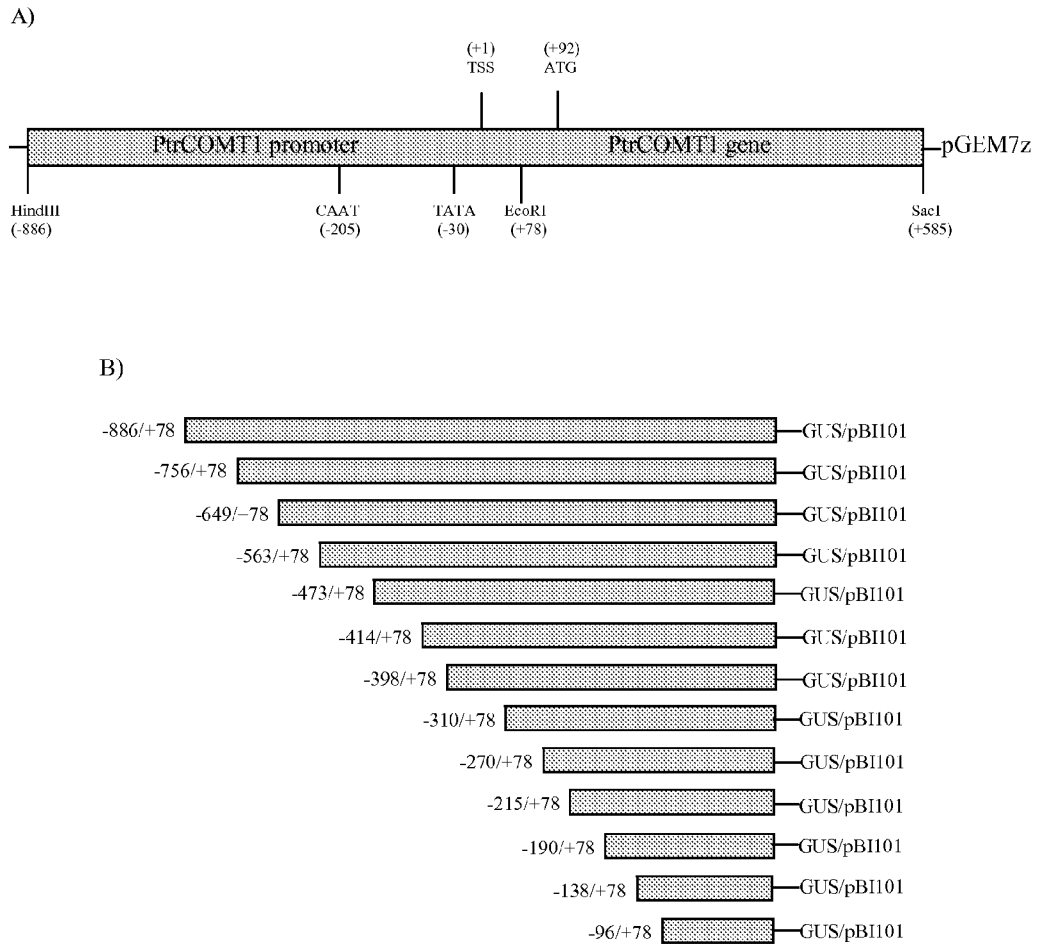 A)
(+1) (+92)
TSS ATG
PtrCOMT1 promoter PtrCOMT1 gene pGEM7z
HindIII CAAT TATA EcoRI SacI
(-886) (-205) (-30) (+78) (+585)
B)
-886/+78 GUS/pBI101
-756/+78 GUS/pBI101
-649/+78 GUS/pBI101
-563/+78 GUS/pBI101
-473/+78 GUS/pBI101
-414/+78 GUS/pBI101
-398/+78 GUS/pBI101
-310/+78 GUS/pBI101
-270/+78 GUS/pBI101
-215/+78 GUS/pBI101
-190/+78 GUS/pBI101
-138/+78 GUS/pBI101
-96/+78 GUS/pBI101